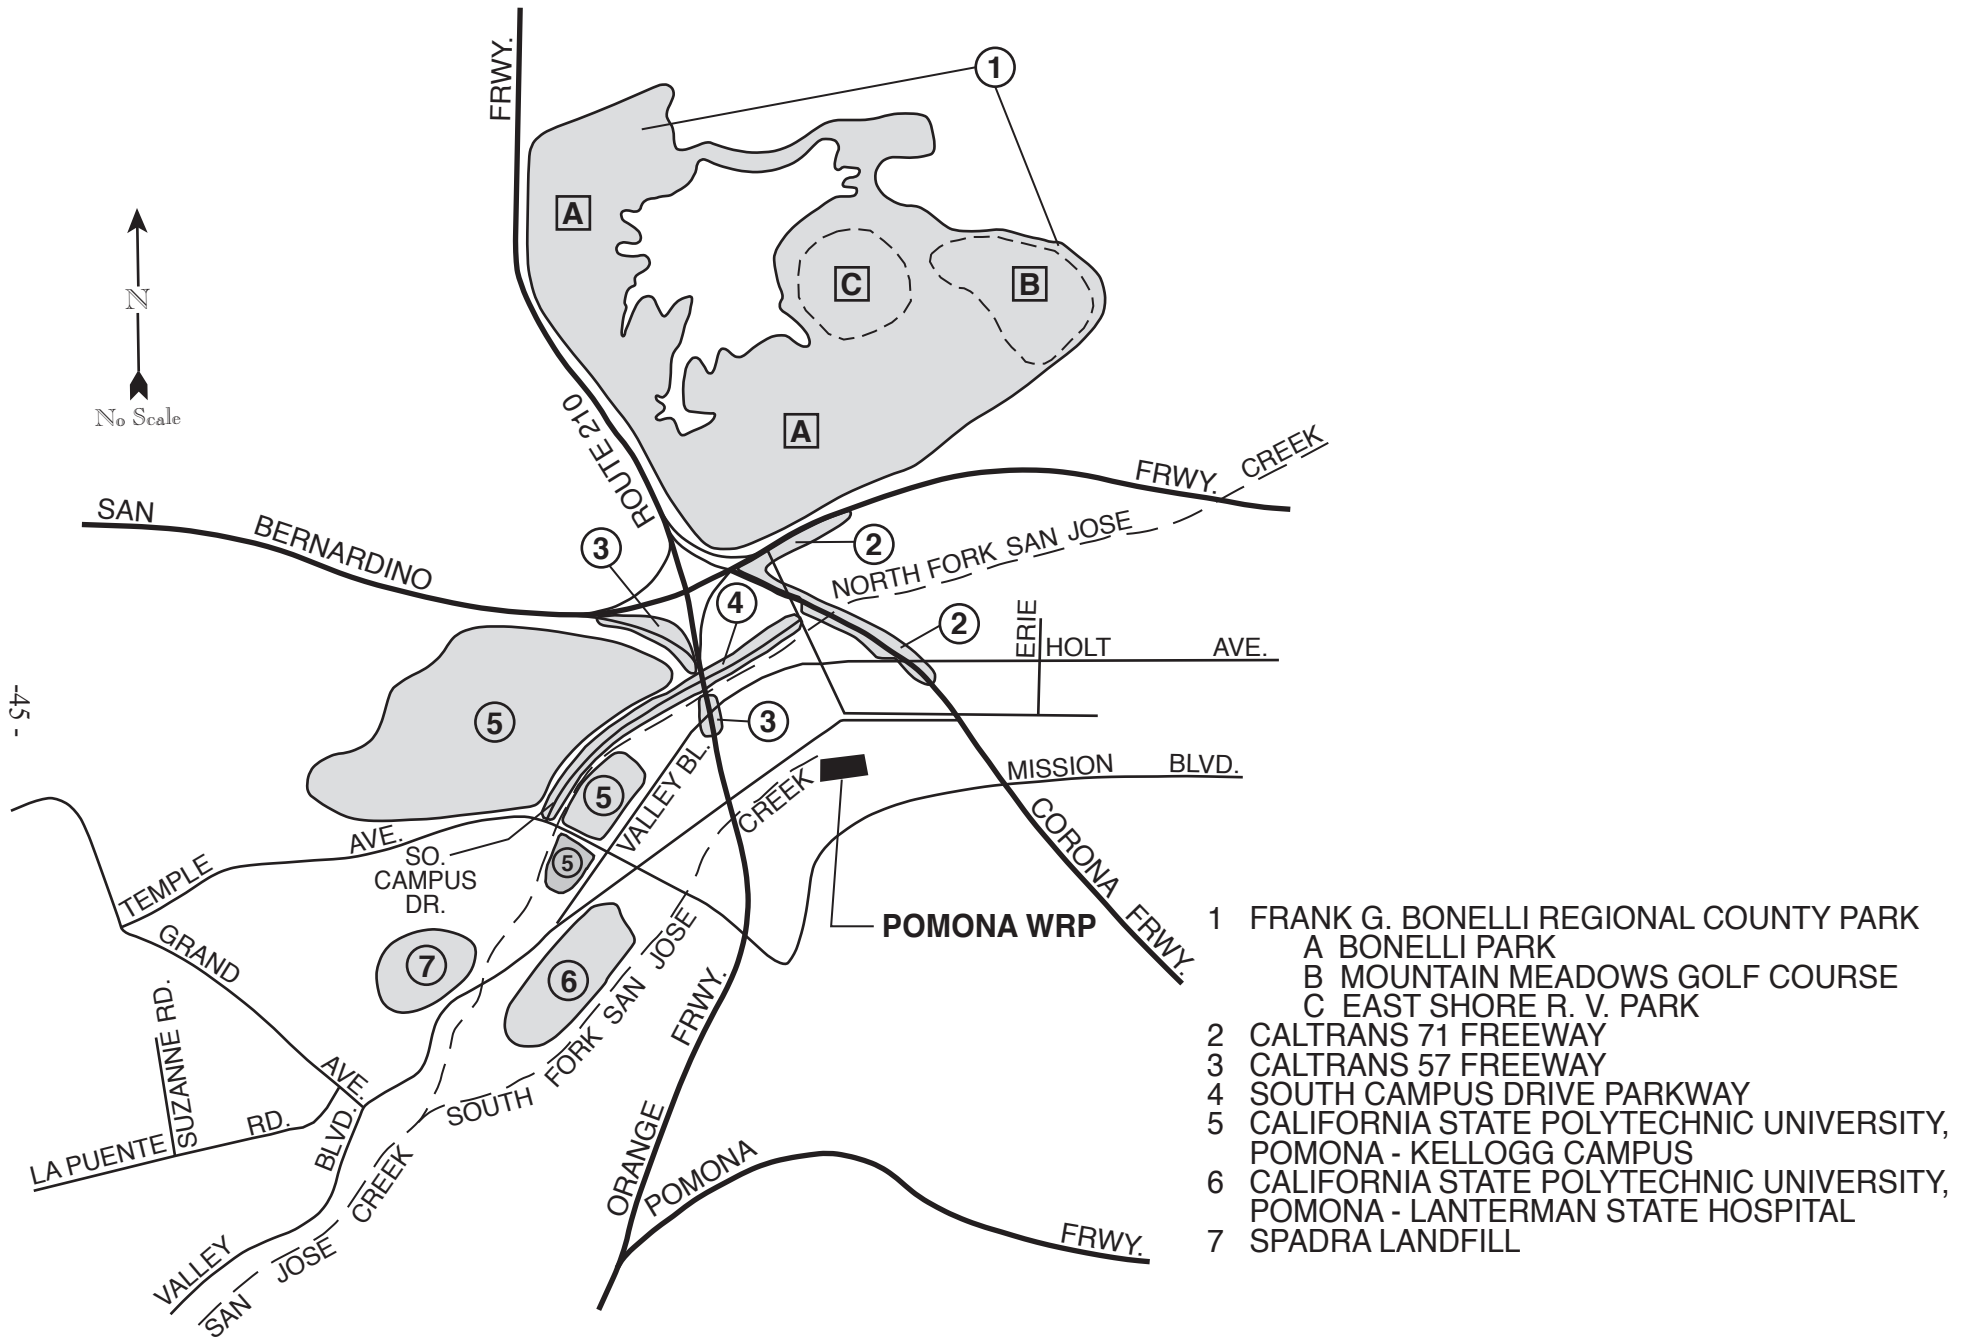 FRWY.
1
A
C
B
N
No Scale
A
ROUTE 210
FRWY.
CREEK
SAN
BERNARDINO
3
2
NORTH FORK SAN JOSE
4
2
ERIE
HOLT AVE.
-45 -
5
3
MISSION BLVD.
5
VALLEY BL.
CREEK
CORONA FRWY.
TEMPLE AVE.
SO.
CAMPUS
DR.
5
POMONA WRP
GRAND AVE.
7
6
SUZANNE RD.
LA PUENTE RD.
SOUTH FORK SAN JOSE
ORANGE FRWY.
VALLEY BLVD.
SAN JOSE CREEK
POMONA FRWY.
1 FRANK G. BONELLI REGIONAL COUNTY PARK
A BONELLI PARK
B MOUNTAIN MEADOWS GOLF COURSE
C EAST SHORE R. V. PARK
2 CALTRANS 71 FREEWAY
3 CALTRANS 57 FREEWAY
4 SOUTH CAMPUS DRIVE PARKWAY
5 CALIFORNIA STATE POLYTECHNIC UNIVERSITY,
POMONA - KELLOGG CAMPUS
6 CALIFORNIA STATE POLYTECHNIC UNIVERSITY,
POMONA - LANTERMAN STATE HOSPITAL
7 SPADRA LANDFILL